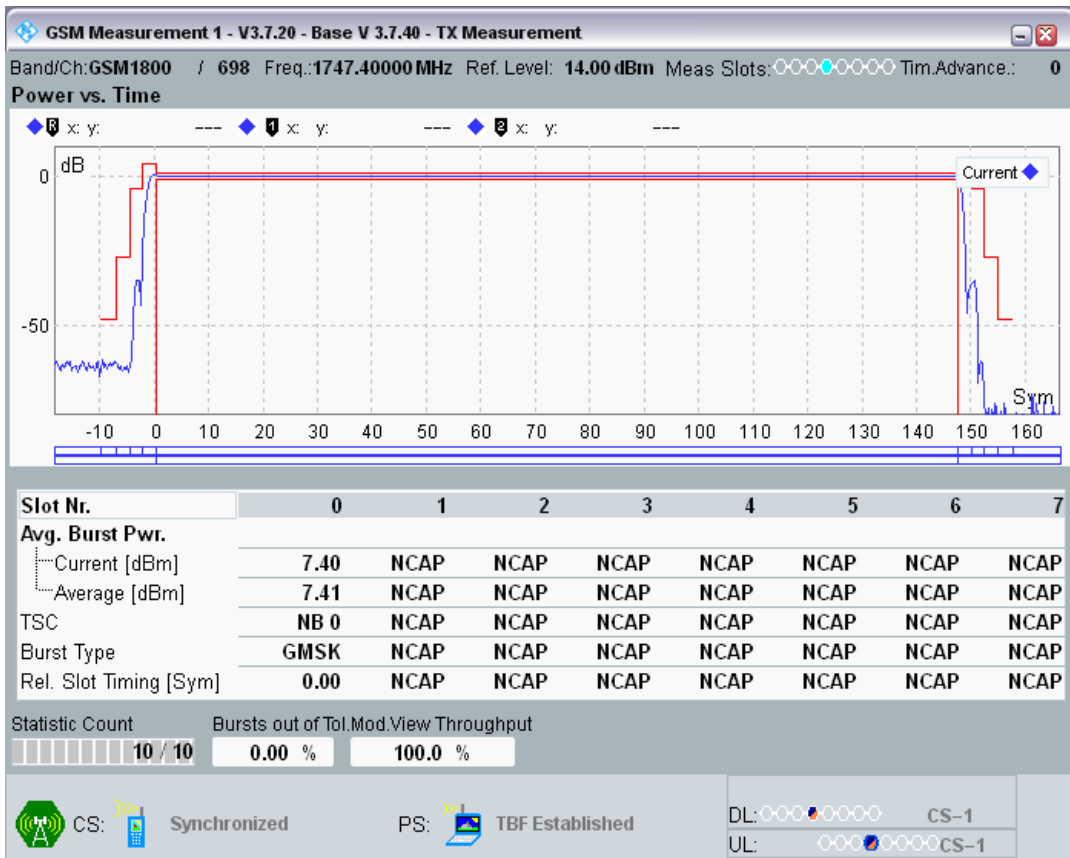 GSM Measurement 1 - V3.7.20 - Base V 3.7.40 - TX Measurement
Band/Ch:GSM1800 / 698 Freq.:1747.40000 MHz Ref. Level: 14.00 dBm Meas Slots: Tim.Advance.: 0
Power vs. Time
R x: y: --- 1 x: y: --- 2 x: y: ---
dB
Current
0
-50
Sym
-10 0 10 20 30 40 50 60 70 80 90 100 110 120 130 140 150 160
Slot Nr. 0 1 2 3 4 5 6 7
Avg. Burst Pwr.
Current [dBm] 7.40 NCAP NCAP NCAP NCAP NCAP NCAP NCAP
Average [dBm] 7.41 NCAP NCAP NCAP NCAP NCAP NCAP NCAP
TSC NB 0 NCAP NCAP NCAP NCAP NCAP NCAP NCAP
Burst Type GMSK NCAP NCAP NCAP NCAP NCAP NCAP NCAP
Rel. Slot Timing [Sym] 0.00 NCAP NCAP NCAP NCAP NCAP NCAP NCAP
Statistic Count Bursts out of Tol.Mod.View Throughput
10 / 10 0.00 % 100.0 %
CS: Synchronized PS: TBF Established
DL: CS-1
UL: CS-1